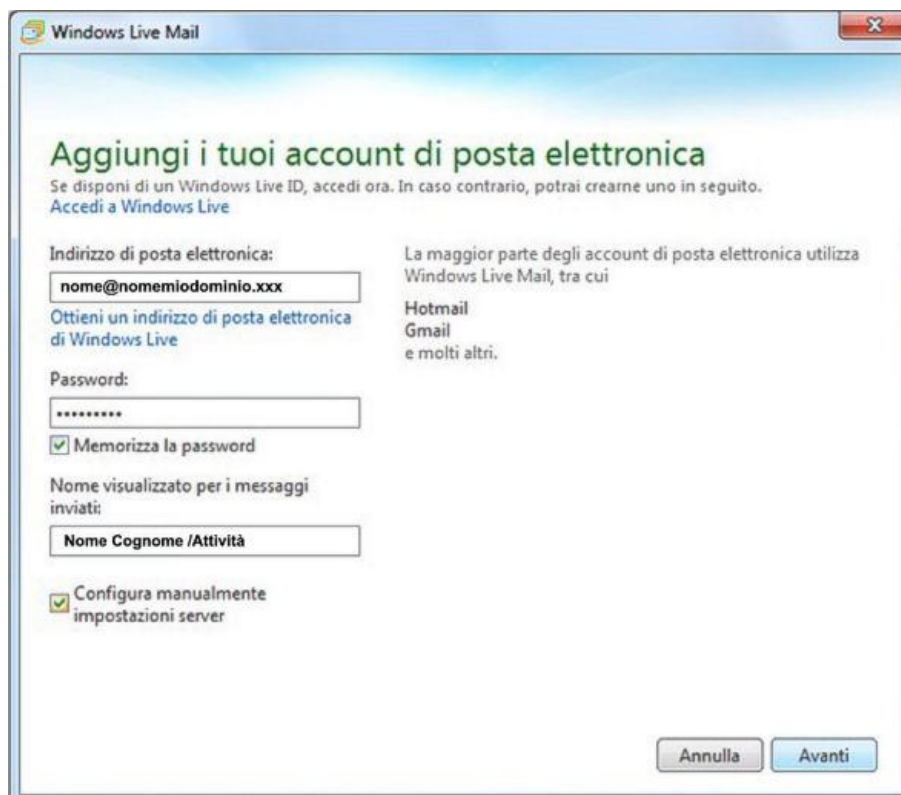 Windows Live Mail
Aggiungi i tuoi account di posta elettronica
Se disponi di un Windows Live ID, accedi ora. In caso contrario, potrai crearne uno in seguito.
Accedi a Windows Live
Indirizzo di posta elettronica:
nome@nomemiodominio.xxx
Ottieni un indirizzo di posta elettronica
di Windows Live
Password:
•••••••••
Memorizza la password
Nome visualizzato per i messaggi
inviati:
Nome Cognome /Attività
Configura manualmente
impostazioni server
La maggior parte degli account di posta elettronica utilizza
Windows Live Mail, tra cui
Hotmail
Gmail
e molti altri.
Annulla
Avanti